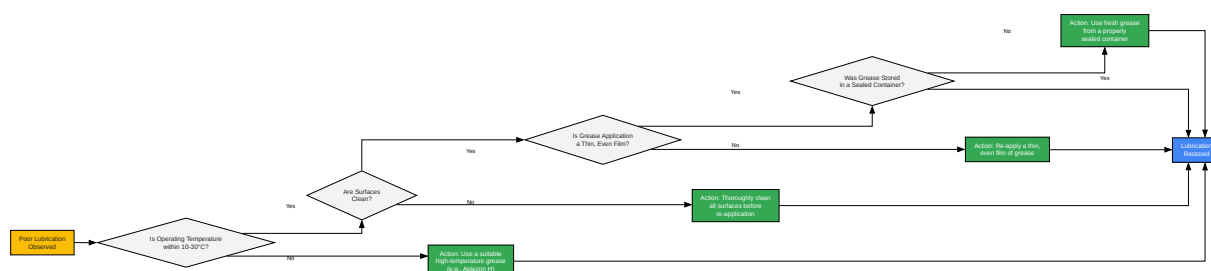 Poor Lubrication
Observed
Is Operating Temperature
within 10-30°C?
Yes
No
Are Surfaces
Clean?
Action: Use a suitable
high-temperature grease
(e.g., Apiezon H)
Yes
No
Is Grease Application
a Thin, Even Film?
Action: Thoroughly clean
all surfaces before
re-application
Yes
No
Was Grease Stored
in a Sealed Container?
Action: Re-apply a thin,
even film of grease
No
Yes
Action: Use fresh grease
from a properly
sealed container
Lubrication
Restored